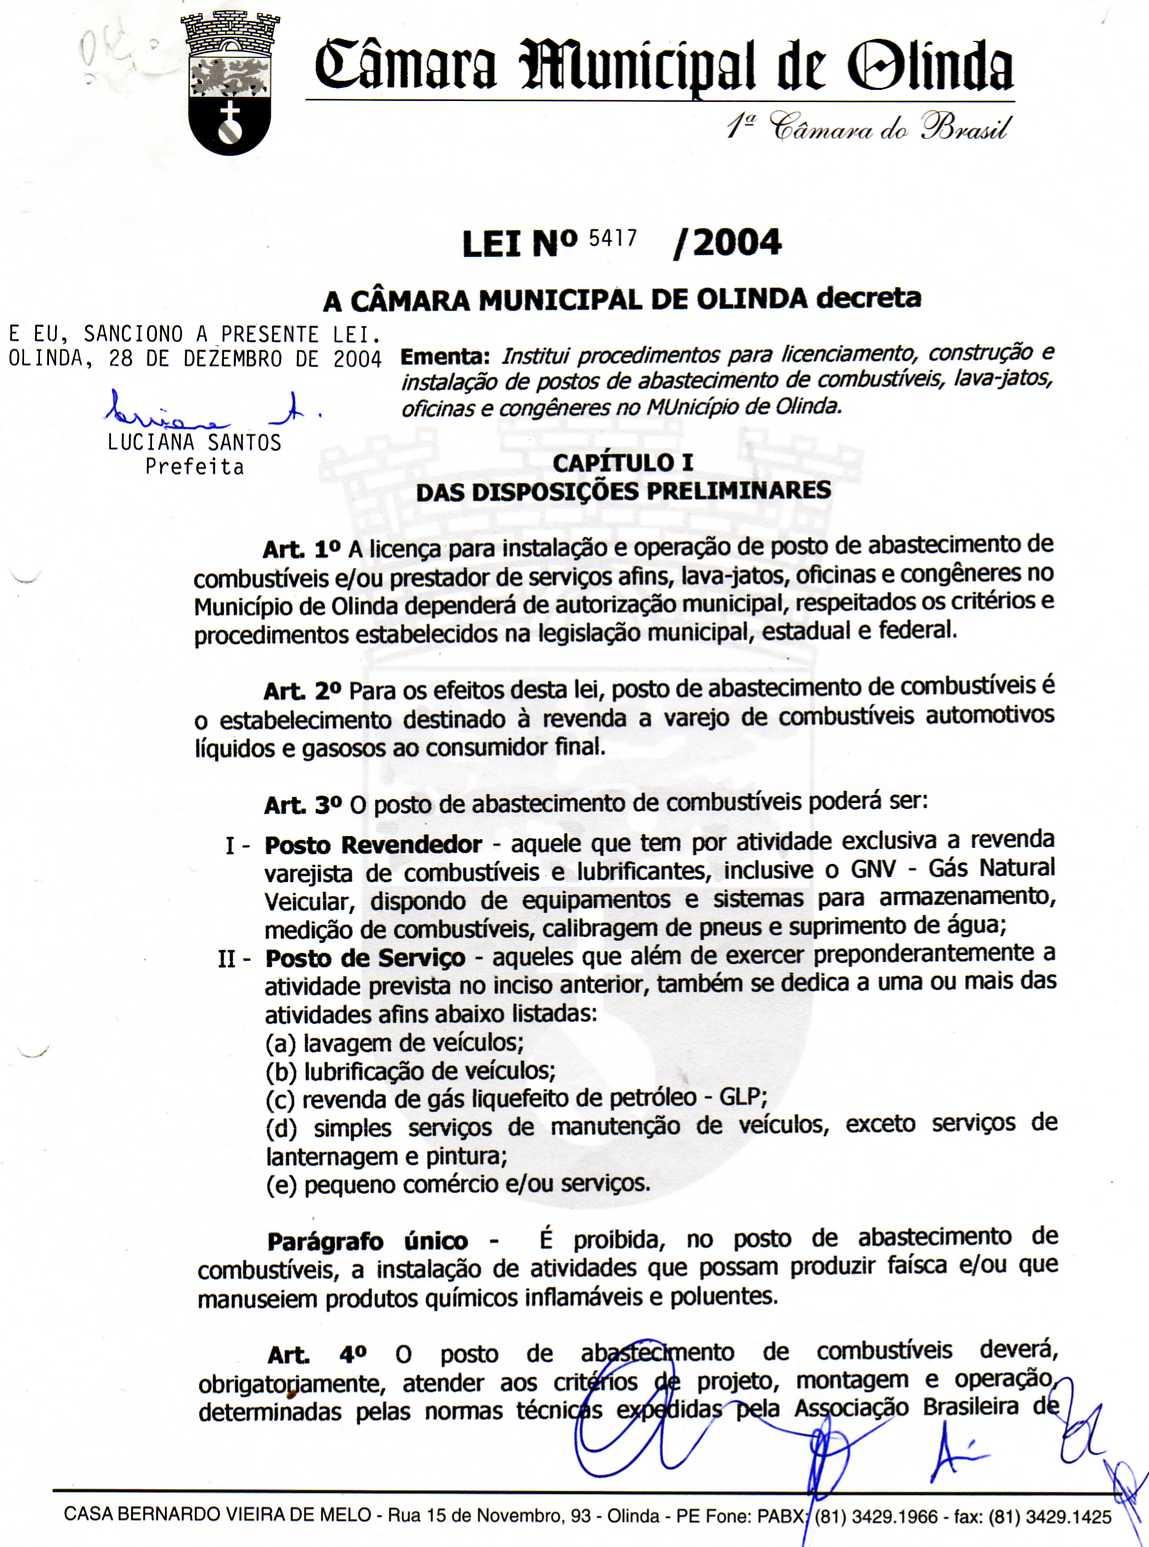 Câmara Municipal de Olinda
1ª Câmara do Brasil
LEI Nº 5417 /2004
A CÂMARA MUNICIPAL DE OLINDA decreta
E EU, SANCIONO A PRESENTE LEI.
OLINDA, 28 DE DEZEMBRO DE 2004
LUCIANA SANTOS
Prefeita
Ementa: Institui procedimentos para licenciamento, construção e
instalação de postos de abastecimento de combustíveis, lava-jatos,
oficinas e congêneres no MUnicípio de Olinda.
CAPÍTULO I
DAS DISPOSIÇÕES PRELIMINARES
Art. 1º A licença para instalação e operação de posto de abastecimento de
combustíveis e/ou prestador de serviços afins, lava-jatos, oficinas e congêneres no
Município de Olinda dependerá de autorização municipal, respeitados os critérios e
procedimentos estabelecidos na legislação municipal, estadual e federal.
Art. 2º Para os efeitos desta lei, posto de abastecimento de combustíveis é
o estabelecimento destinado à revenda a varejo de combustíveis automotivos
líquidos e gasosos ao consumidor final.
Art. 3º O posto de abastecimento de combustíveis poderá ser:
I - Posto Revendedor - aquele que tem por atividade exclusiva a revenda
varejista de combustíveis e lubrificantes, inclusive o GNV - Gás Natural
Veicular, dispondo de equipamentos e sistemas para armazenamento,
medição de combustíveis, calibragem de pneus e suprimento de água;
II - Posto de Serviço - aqueles que além de exercer preponderantemente a
atividade prevista no inciso anterior, também se dedica a uma ou mais das
atividades afins abaixo listadas:
(a) lavagem de veículos;
(b) lubrificação de veículos;
(c) revenda de gás liquefeito de petróleo - GLP;
(d) simples serviços de manutenção de veículos, exceto serviços de
lanternagem e pintura;
(e) pequeno comércio e/ou serviços.
Parágrafo único - É proibida, no posto de abastecimento de
combustíveis, a instalação de atividades que possam produzir faísca e/ou que
manuseiem produtos químicos inflamáveis e poluentes.
Art. 4º O posto de abastecimento de combustíveis deverá,
obrigatoriamente, atender aos critérios de projeto, montagem e operação,
determinadas pelas normas técnicas expedidas pela Associação Brasileira de
CASA BERNARDO VIEIRA DE MELO - Rua 15 de Novembro, 93 - Olinda - PE Fone: PABX: (81) 3429.1966 - fax: (81) 3429.1425